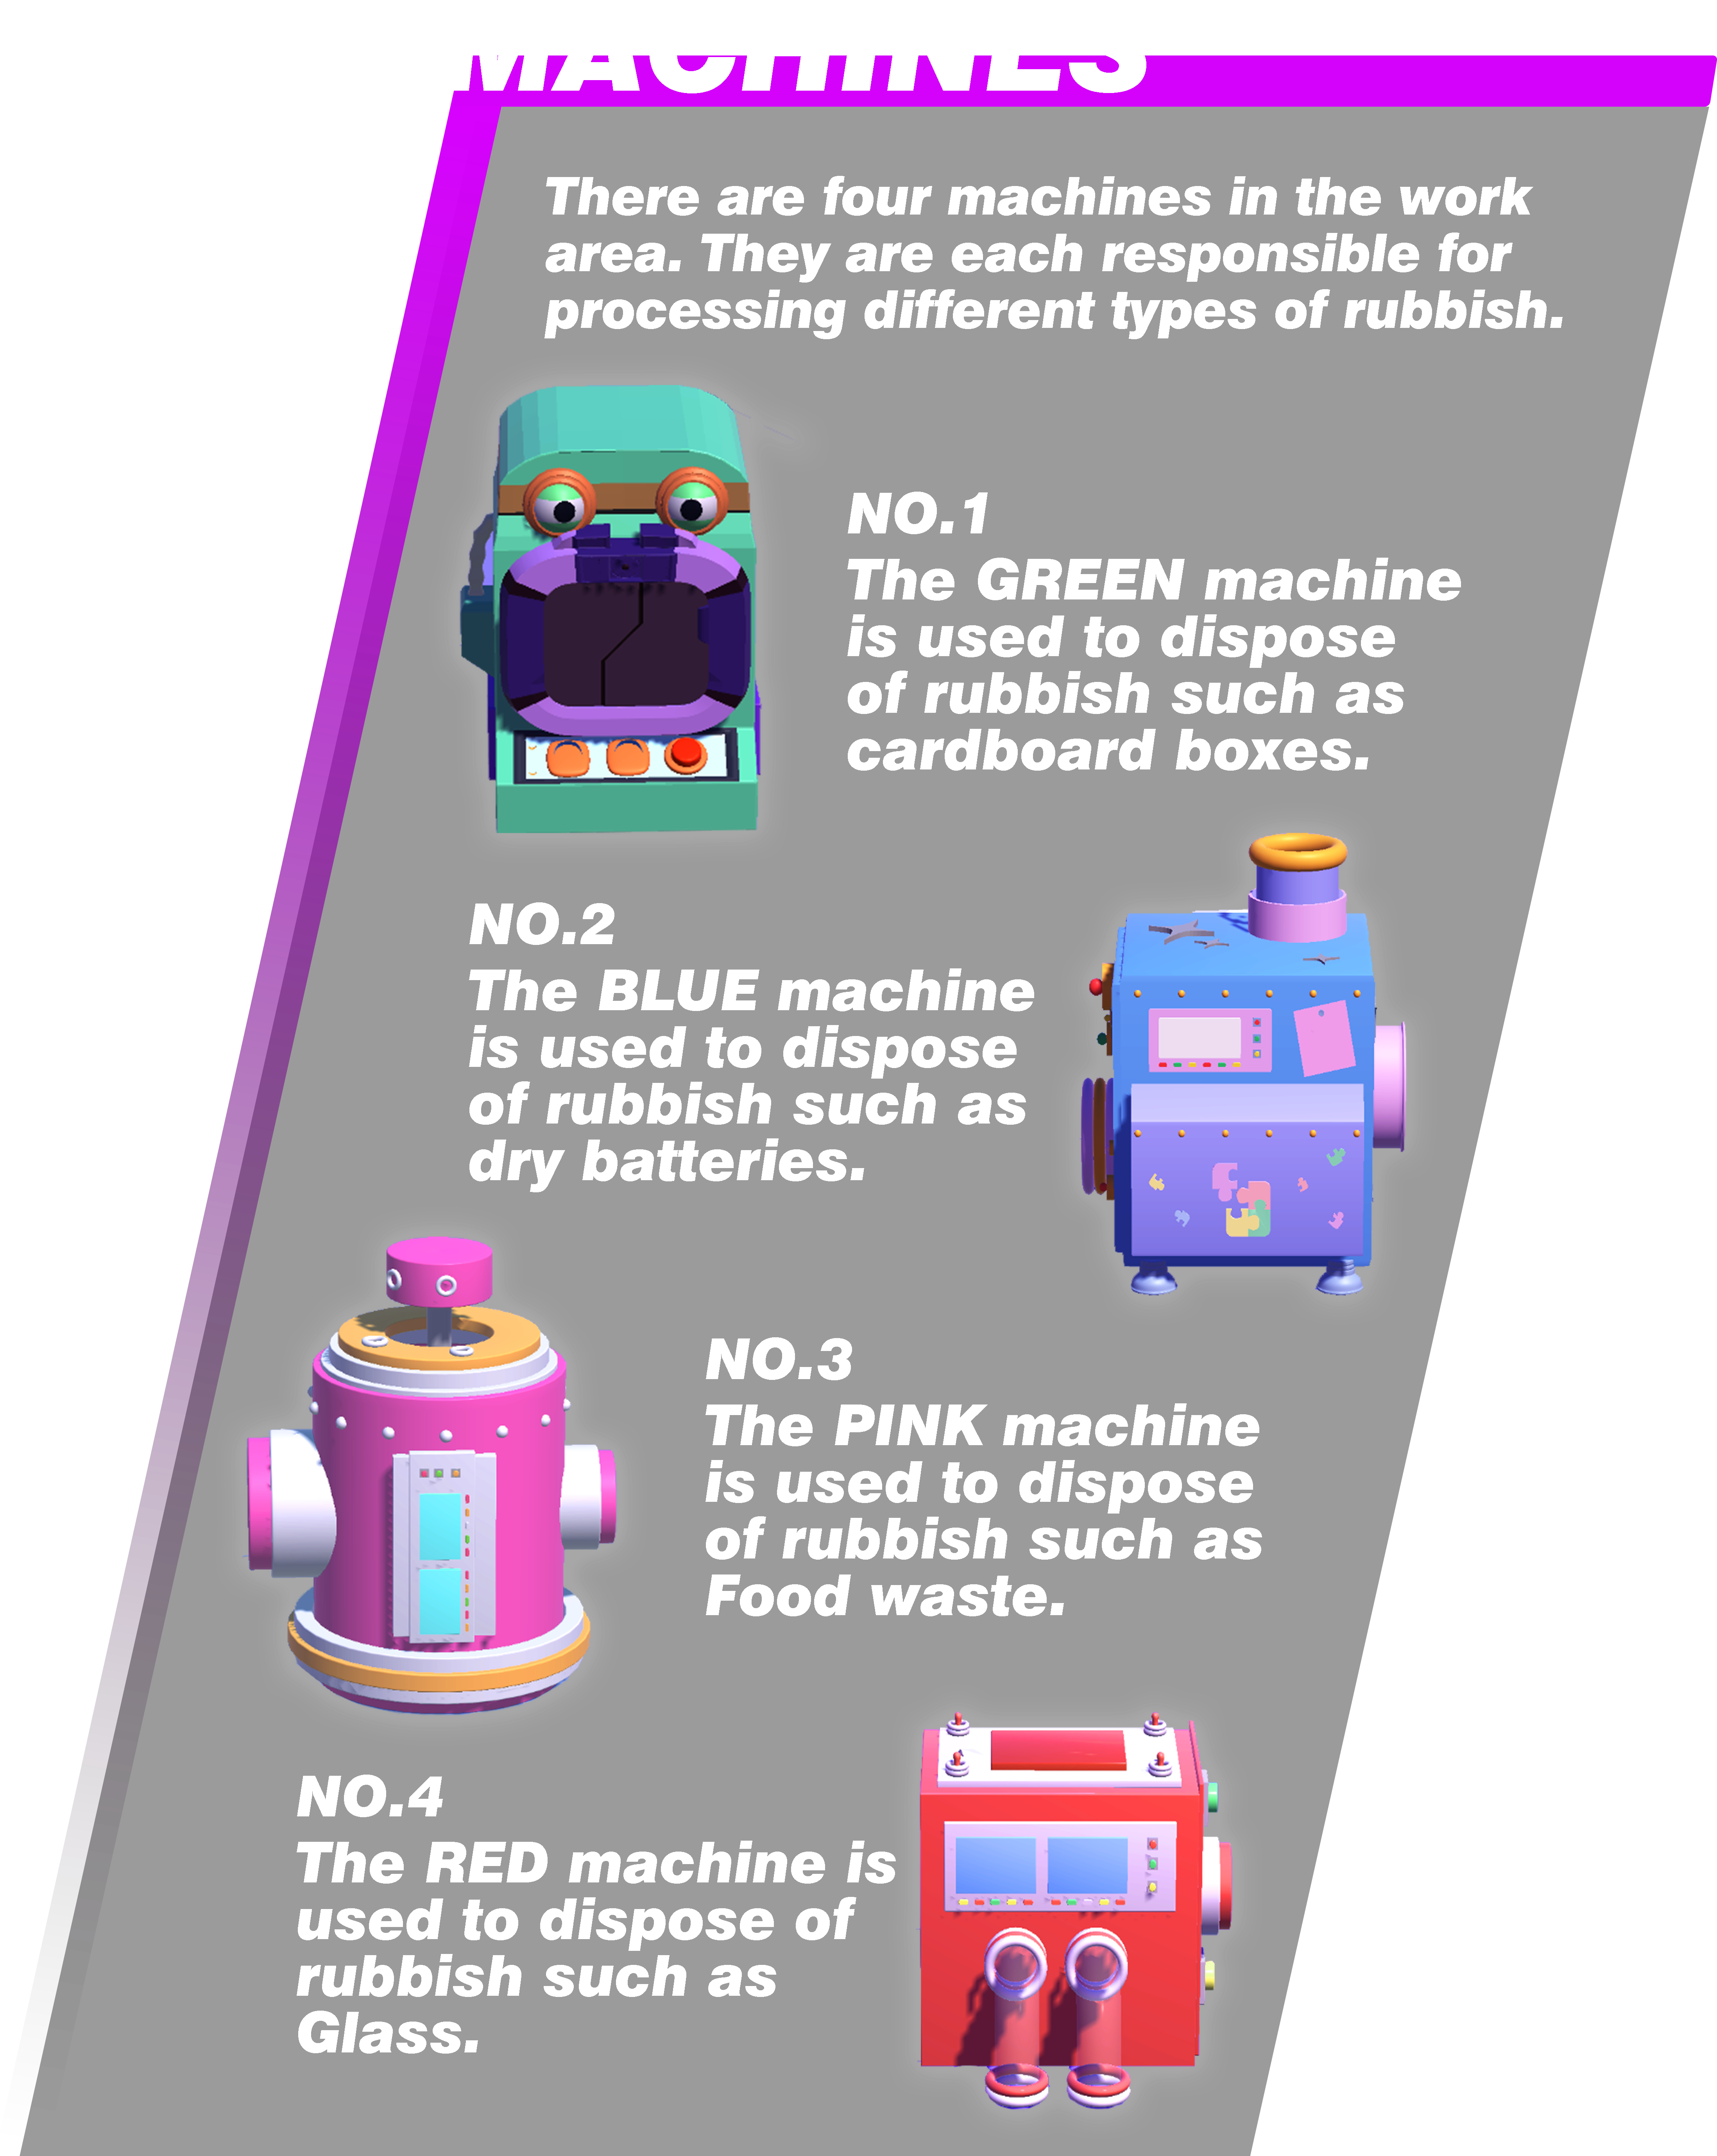 MACHINES
There are four machines in the work
area. They are each responsible for
processing different types of rubbish.
NO.1
The GREEN machine
is used to dispose
of rubbish such as
cardboard boxes.
NO.2
The BLUE machine
is used to dispose
of rubbish such as
dry batteries.
NO.3
The PINK machine
is used to dispose
of rubbish such as
Food waste.
NO.4
The RED machine is
used to dispose of
rubbish such as
Glass.